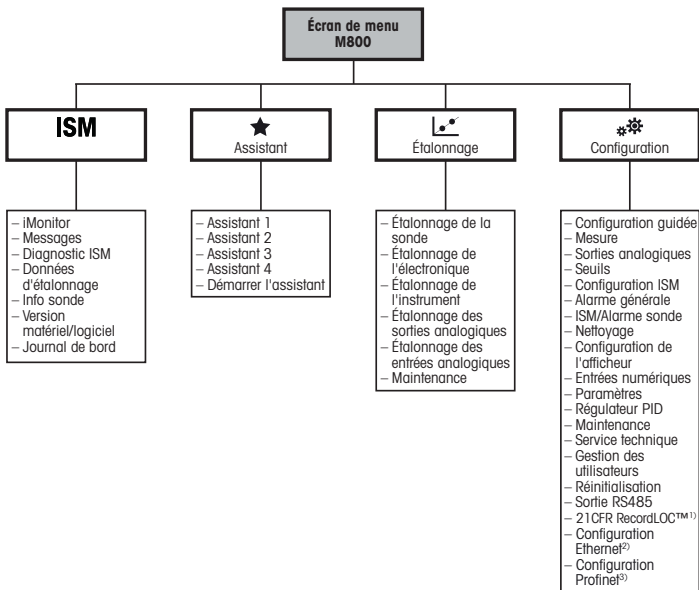 Écran de menu
M800
ISM
Assistant
Étalonnage
Configuration
– iMonitor
– Messages
– Diagnostic ISM
– Données
d'étalonnage
– Info sonde
– Version
matériel/logiciel
– Journal de bord
– Assistant 1
– Assistant 2
– Assistant 3
– Assistant 4
– Démarrer l'assistant
– Étalonnage de la
sonde
– Étalonnage de
l'électronique
– Étalonnage de
l'instrument
– Étalonnage des
sorties analogiques
– Étalonnage des
entrées analogiques
– Maintenance
– Configuration guidée
– Mesure
– Sorties analogiques
– Seuils
– Configuration ISM
– Alarme générale
– ISM/Alarme sonde
– Nettoyage
– Configuration de
l'afficheur
– Entrées numériques
– Paramètres
– Régulateur PID
– Maintenance
– Service technique
– Gestion des
utilisateurs
– Réinitialisation
– Sortie RS485
– 21CFR RecordLOC™1)
– Configuration
Ethernet2)
– Configuration
Profinet3)